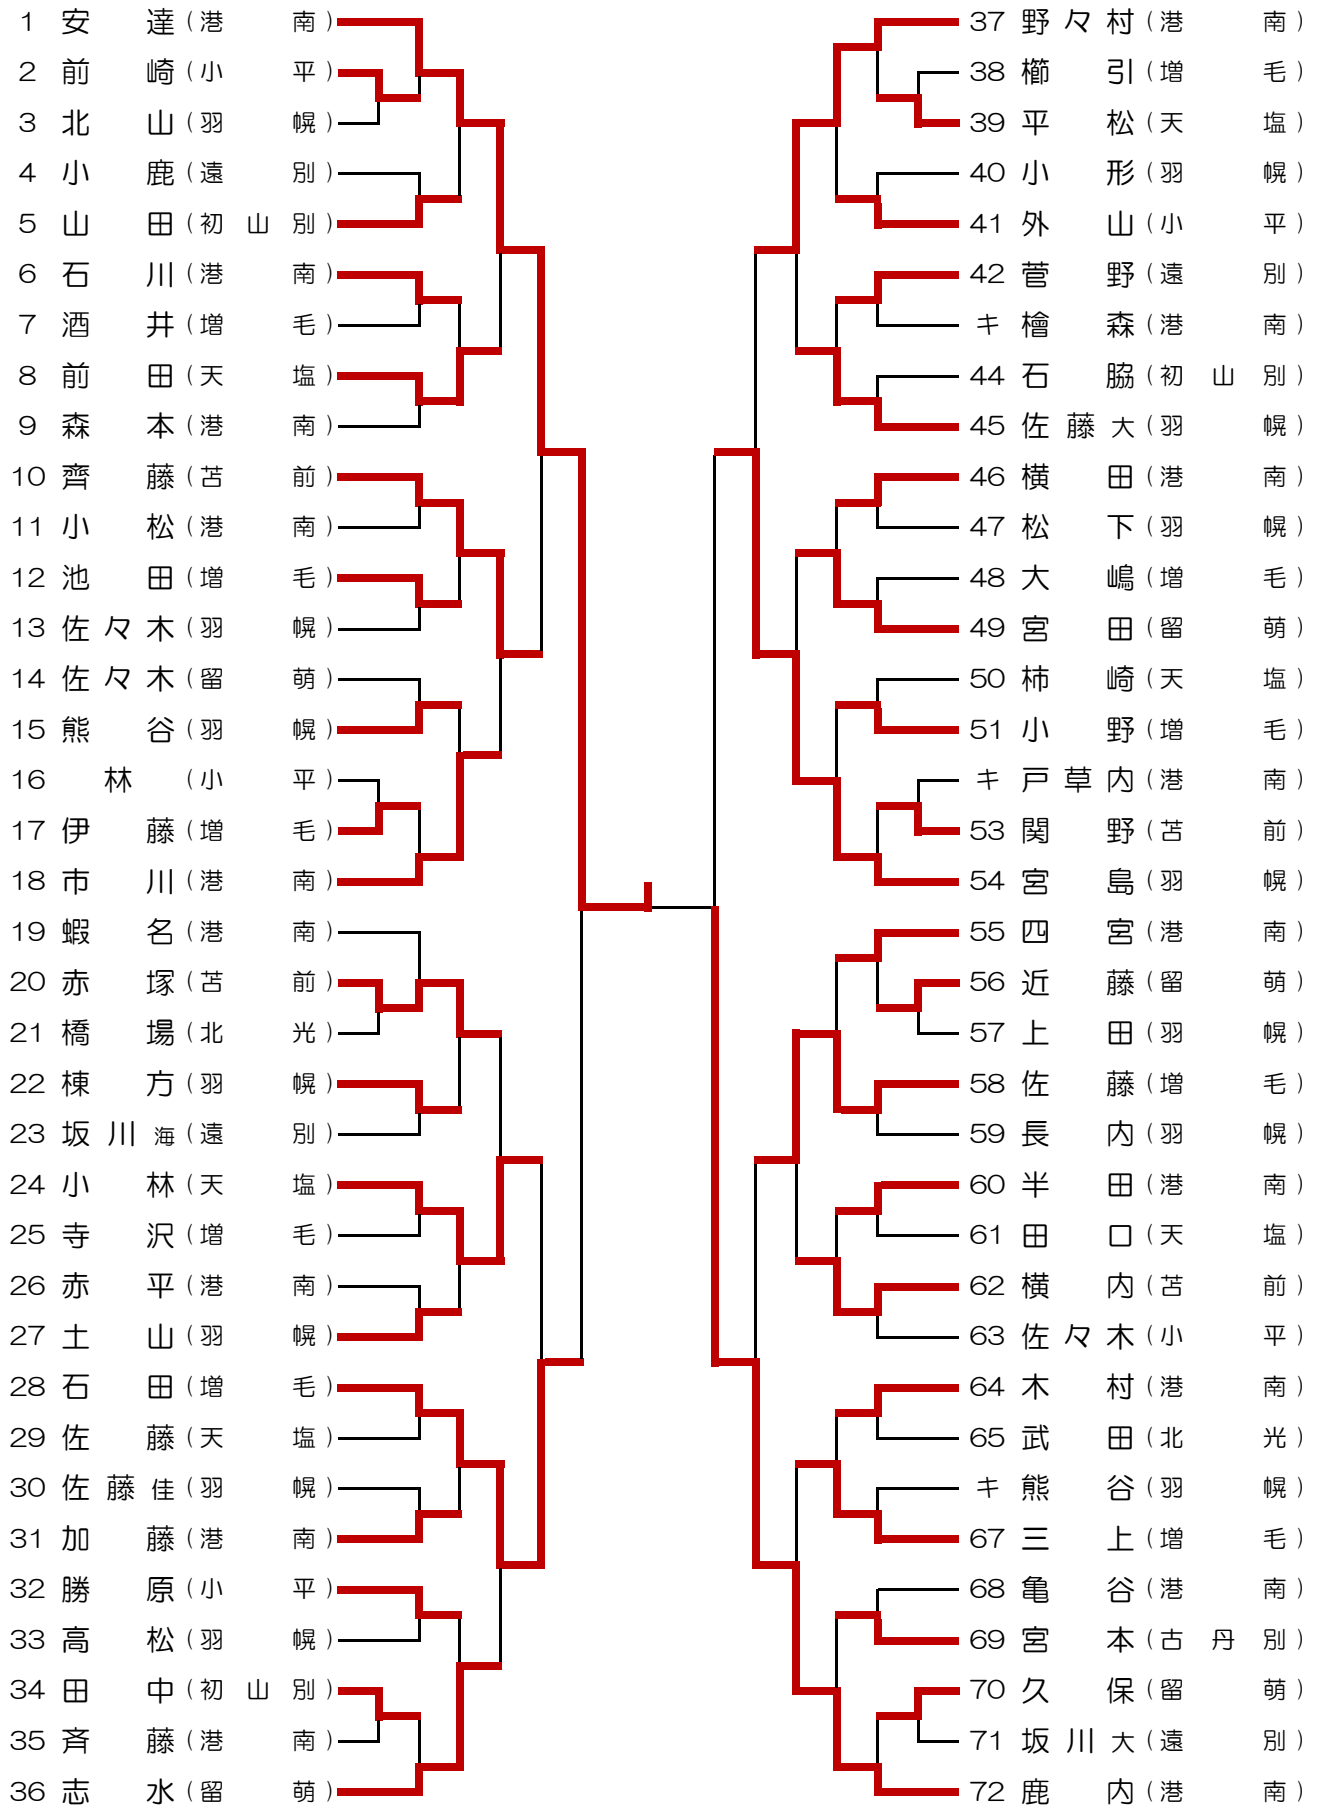 1 安達(港南)
2 前崎(小平)
3 北山(羽幌)
4 小鹿(遠別)
5 山田(初山別)
6 石川(港南)
7 酒井(増毛)
8 前田(天塩)
9 森本(港南)
10 齊藤(苫前)
11 小松(港南)
12 池田(増毛)
13 佐々木(羽幌)
14 佐々木(留萌)
15 熊谷(羽幌)
16 林(小平)
17 伊藤(増毛)
18 市川(港南)
19 蝦名(港南)
20 赤塚(苫前)
21 橋場(北光)
22 棟方(羽幌)
23 坂川海(遠別)
24 小林(天塩)
25 寺沢(増毛)
26 赤平(港南)
27 土山(羽幌)
28 石田(増毛)
29 佐藤(天塩)
30 佐藤佳(羽幌)
31 加藤(港南)
32 勝原(小平)
33 高松(羽幌)
34 田中(初山別)
35 斉藤(港南)
36 志水(留萌)
37 野々村(港南)
38 櫛引(増毛)
39 平松(天塩)
40 小形(羽幌)
41 外山(小平)
42 菅野(遠別)
キ 檜森(港南)
44 石脇(初山別)
45 佐藤大(羽幌)
46 横田(港南)
47 松下(羽幌)
48 大嶋(増毛)
49 宮田(留萌)
50 柿崎(天塩)
51 小野(増毛)
キ 戸草内(港南)
53 関野(苫前)
54 宮島(羽幌)
55 四宮(港南)
56 近藤(留萌)
57 上田(羽幌)
58 佐藤(増毛)
59 長内(羽幌)
60 半田(港南)
61 田口(天塩)
62 横内(苫前)
63 佐々木(小平)
64 木村(港南)
65 武田(北光)
キ 熊谷(羽幌)
67 三上(増毛)
68 亀谷(港南)
69 宮本(古丹別)
70 久保(留萌)
71 坂川大(遠別)
72 鹿内(港南)